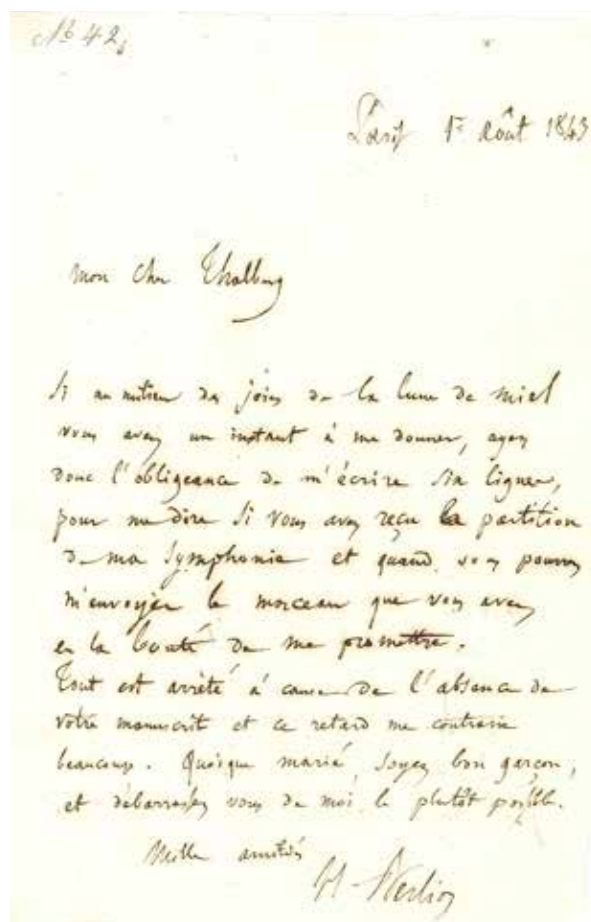 No 42
Paris 1er Août 1843
mon cher Thalberg
Si au milieu des joies de la lune de miel
vous avez un instant à me donner, ayez
donc l'obligeance de m'écrire six lignes,
pour me dire si vous avez reçu la partition
de ma Symphonie et quand vous pourrez
m'envoyer le morceau que vous avez
eu la bonté de me promettre.
Tout est arrêté à cause de l'absence de
votre manuscrit et ce retard me contrarie
beaucoup. Quoique marié, soyez bon garçon,
et débarrassez vous de moi le plutôt possible.
Mille amitiés
H. Berlioz